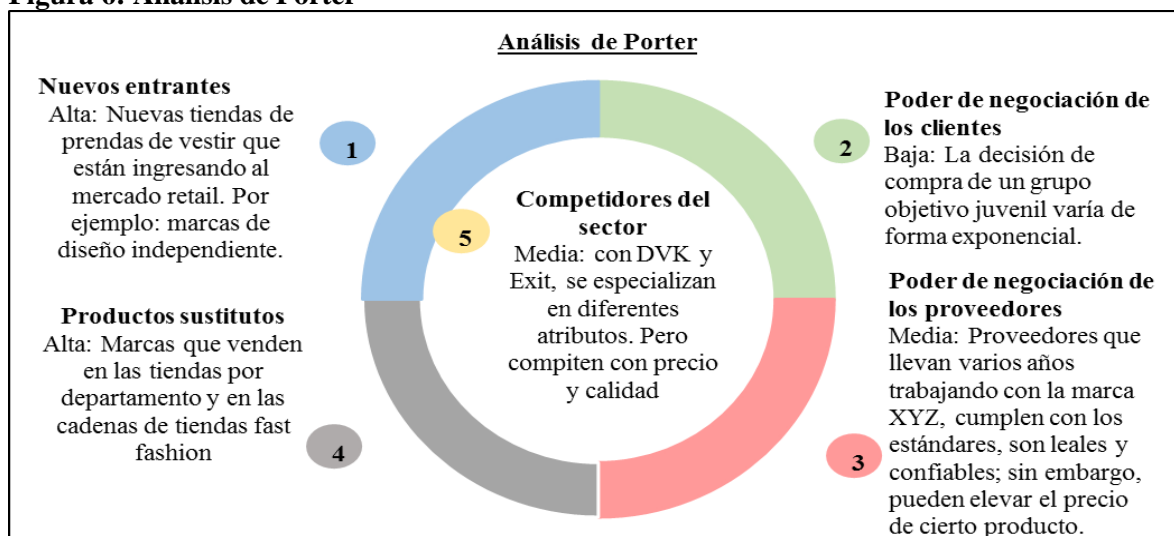 Figura 6: Análisis de Porter
Análisis de Porter
Nuevos entrantes
Alta: Nuevas tiendas de
prendas de vestir que
están ingresando al
mercado retail. Por
ejemplo: marcas de
diseño independiente.
1
2
Poder de negociación de
los clientes
Baja: La decisión de
compra de un grupo
objetivo juvenil varía de
forma exponencial.
5
Competidores del
sector
Media: con DVK y
Exit, se especializan
en diferentes
atributos. Pero
compiten con precio
y calidad
Productos sustitutos
Alta: Marcas que venden
en las tiendas por
departamento y en las
cadenas de tiendas fast
fashion
4
3
Poder de negociación de
los proveedores
Media: Proveedores que
llevan varios años
trabajando con la marca
XYZ, cumplen con los
estándares, son leales y
confiables; sin embargo,
pueden elevar el precio
de cierto producto.